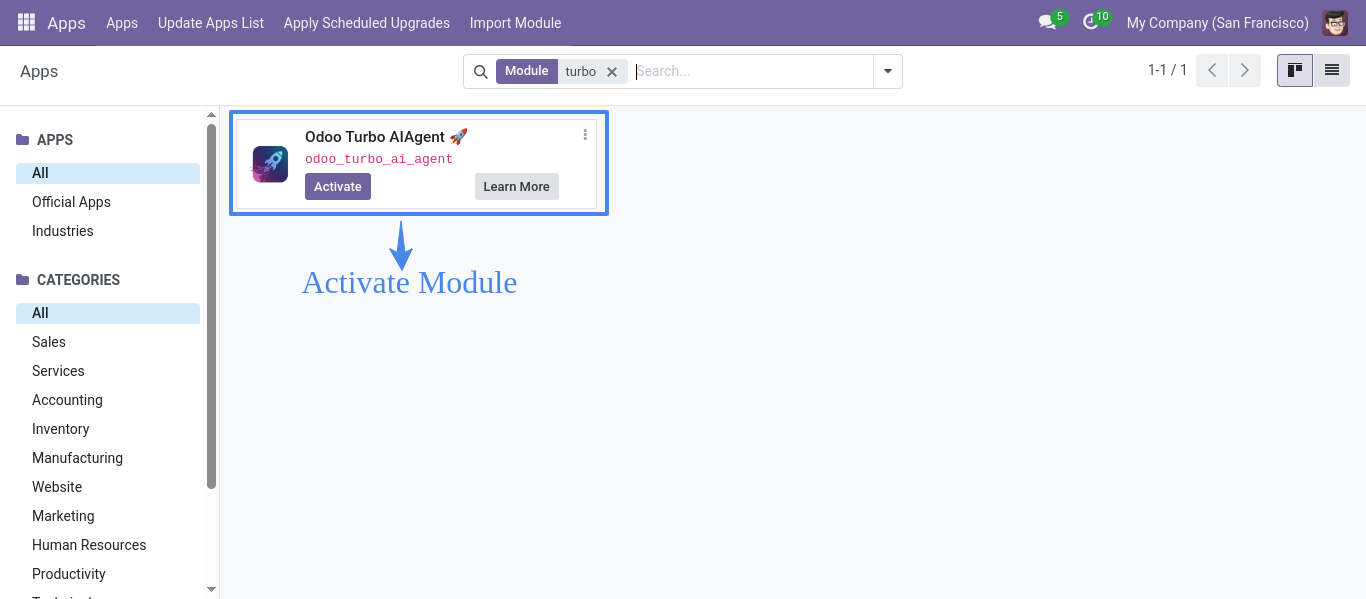 Apps
Apps
Update Apps List
Apply Scheduled Upgrades
Import Module
5
10
My Company (San Francisco)
Apps
Module
turbo
Search...
1-1 / 1
APPS
All
Official Apps
Industries
CATEGORIES
All
Sales
Services
Accounting
Inventory
Manufacturing
Website
Marketing
Human Resources
Productivity
Odoo Turbo AIAgent 🚀
odoo_turbo_ai_agent
Activate
Learn More
Activate Module